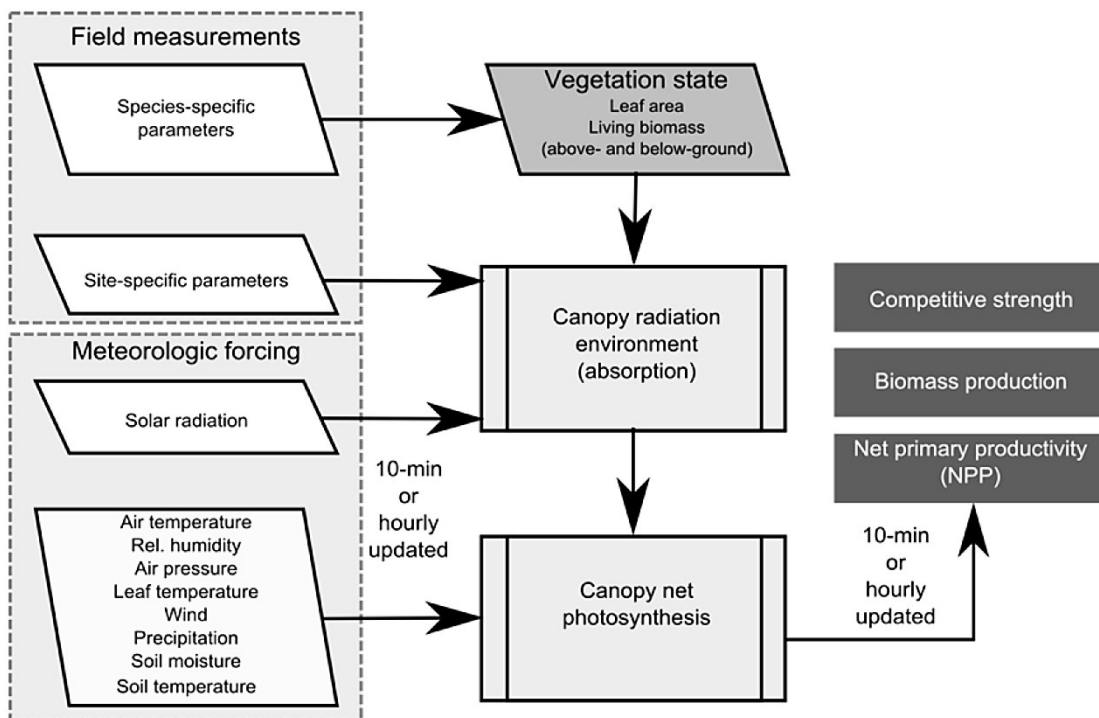 Field measurements
Species-specific
parameters
Vegetation state
Leaf area
Living biomass
(above- and below-ground)
Site-specific parameters
Canopy radiation
environment
(absorption)
Meteorologic forcing
Solar radiation
10-min
or
hourly
updated
Air temperature
Rel. humidity
Air pressure
Leaf temperature
Wind
Precipitation
Soil moisture
Soil temperature
Canopy net
photosynthesis
Competitive strength
Biomass production
Net primary productivity
(NPP)
10-min
or
hourly
updated